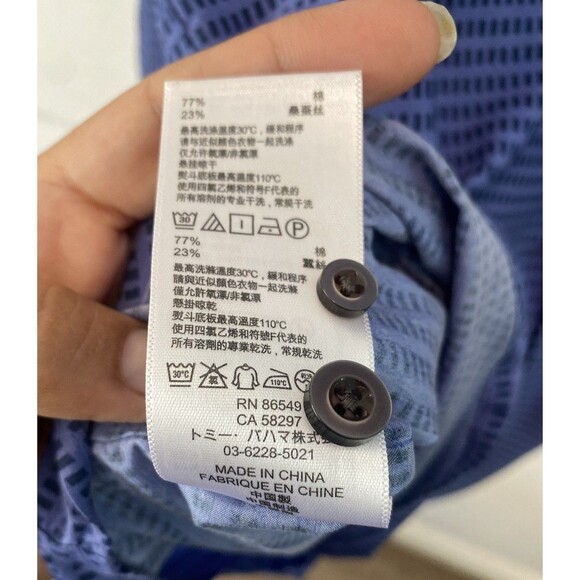 77% 棉
23% 桑蚕丝
最高洗涤温度30℃，缓和程序
请与近似颜色衣物一起洗涤
仅允许氧漂/非氯漂
悬挂晾干
熨斗底板最高温度110℃
使用四氯乙烯和符号F代表的
所有溶剂的专业干洗，常规干洗
30 P
77% 棉
23% 蠶絲
最高洗滌溫度30℃，緩和程序
請與近似顏色衣物一起洗滌
僅允許氧漂/非氯漂
懸掛晾乾
熨斗底板最高溫度110℃
使用四氯乙烯和符號F代表的
所有溶劑的專業乾洗，常規乾洗
30℃ 110℃
RN 86549
CA 58297
トミー・バハマ株式
03-6228-5021
MADE IN CHINA
FABRIQUE EN CHINE
中国製
中国制造